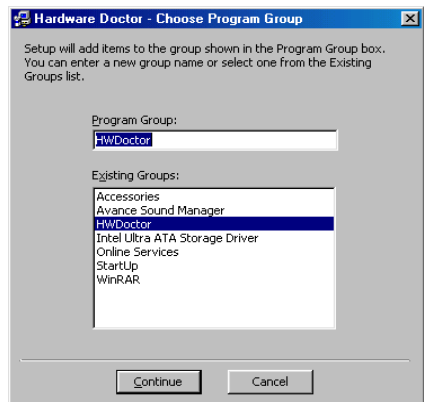 Hardware Doctor - Choose Program Group
Setup will add items to the group shown in the Program Group box.
You can enter a new group name or select one from the Existing
Groups list.
Program Group:
HWDoctor
Existing Groups:
Accessories
Avance Sound Manager
HWDoctor
Intel Ultra ATA Storage Driver
Online Services
StartUp
WinRAR
Continue
Cancel